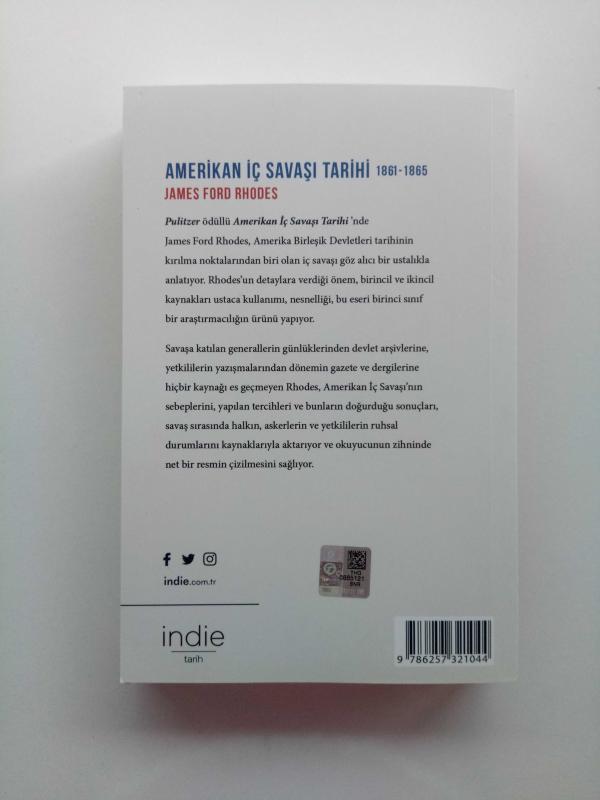 AMERİKAN İÇ SAVAŞI TARİHİ 1861-1865
JAMES FORD RHODES
Pulitzer ödüllü Amerikan İç Savaşı Tarihi'nde
James Ford Rhodes, Amerika Birleşik Devletleri tarihinin
kırılma noktalarından biri olan iç savaşı göz alıcı bir ustalıkla
anlatıyor. Rhodes'un detaylara verdiği önem, birincil ve ikincil
kaynakları ustaca kullanımı, nesnelliği, bu eseri birinci sınıf
bir araştırmacılığın ürünü yapıyor.
Savaşa katılan generallerin günlüklerinden devlet arşivlerine,
yetkililerin yazışmalarından dönemin gazete ve dergilerine
hiçbir kaynağı es geçmeyen Rhodes, Amerikan İç Savaşı'nın
sebeplerini, yapılan tercihleri ve bunların doğurduğu sonuçları,
savaş sırasında halkın, askerlerin ve yetkililerin ruhsal
durumlarını kaynaklarıyla aktarıyor ve okuyucunun zihninde
net bir resmin çizilmesini sağlıyor.
indie.com.tr
indie
tarih
9 786257 321044